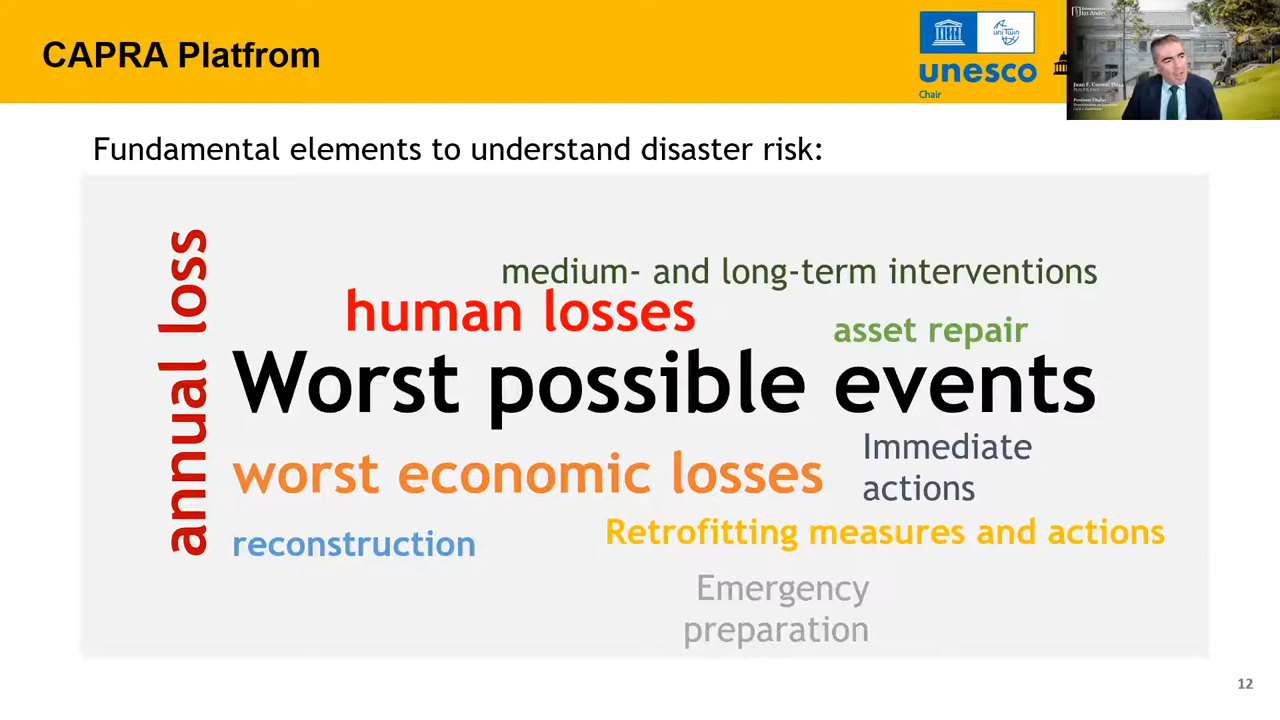 CAPRA Platfrom
unesco
Chair
Fundamental elements to understand disaster risk:
annual loss
medium- and long-term interventions
human losses
asset repair
Worst possible events
worst economic losses
Immediate
actions
reconstruction
Retrofitting measures and actions
Emergency
preparation
12